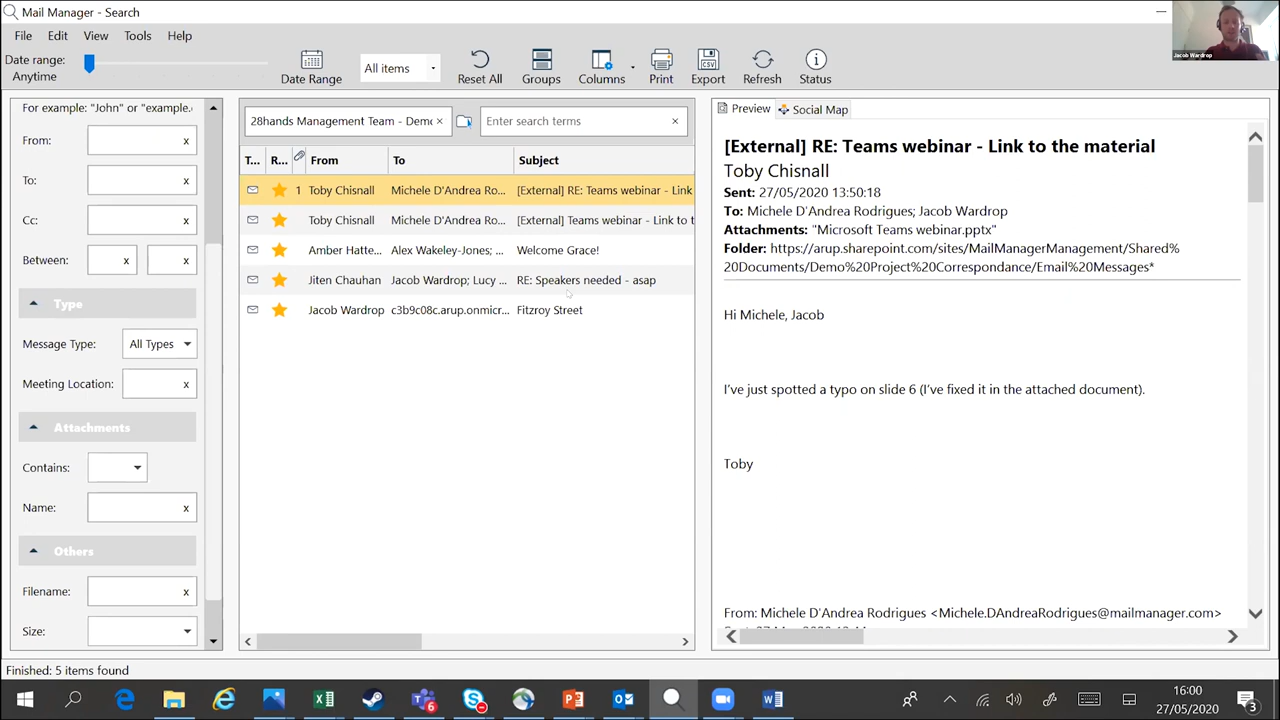 Mail Manager - Search
File Edit View Tools Help
Date range:
Anytime
Date Range
All items
Reset All
Groups
Columns
Print
Export
Refresh
Status
Jacob Wardrop
For example: "John" or "example.
From: x
To: x
Cc: x
Between: x x
Type
Message Type: All Types
Meeting Location: x
Attachments
Contains:
Name: x
Others
Filename: x
Size:
28hands Management Team - Demo ×
Enter search terms ×
T... R... From To Subject
1 Toby Chisnall Michele D'Andrea Ro... [External] RE: Teams webinar - Link
Toby Chisnall Michele D'Andrea Ro... [External] Teams webinar - Link to t
Amber Hatte... Alex Wakeley-Jones; ... Welcome Grace!
Jiten Chauhan Jacob Wardrop; Lucy ... RE: Speakers needed - asap
Jacob Wardrop c3b9c08c.arup.onmicr... Fitzroy Street
Preview Social Map
[External] RE: Teams webinar - Link to the material
Toby Chisnall
Sent: 27/05/2020 13:50:18
To: Michele D'Andrea Rodrigues; Jacob Wardrop
Attachments: "Microsoft Teams webinar.pptx"
Folder: https://arup.sharepoint.com/sites/MailManagerManagement/Shared%
20Documents/Demo%20Project%20Correspondance/Email%20Messages*
Hi Michele, Jacob
I've just spotted a typo on slide 6 (I've fixed it in the attached document).
Toby
From: Michele D'Andrea Rodrigues <Michele.DAndreaRodrigues@mailmanager.com>
Finished: 5 items found
6
16:00
27/05/2020
3